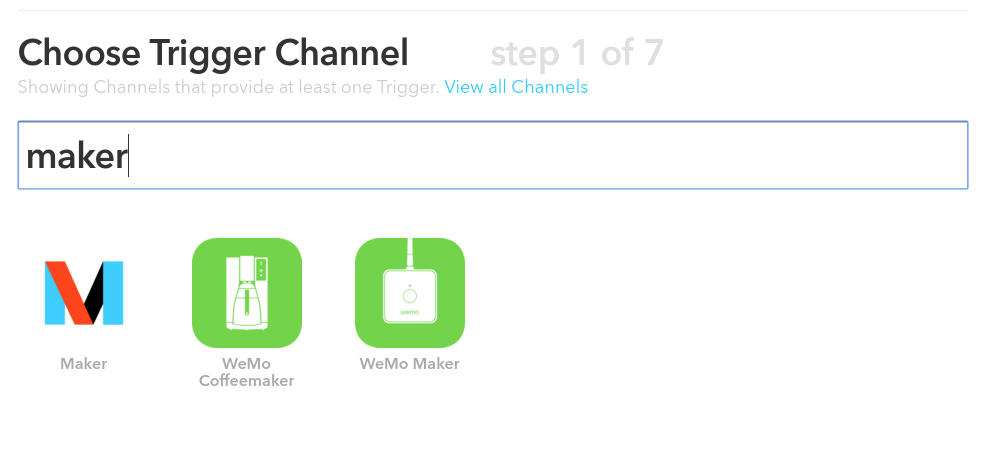 Choose Trigger Channel step 1 of 7
Showing Channels that provide at least one Trigger. View all Channels
maker
wemo
Maker
WeMo
Coffeemaker
WeMo Maker